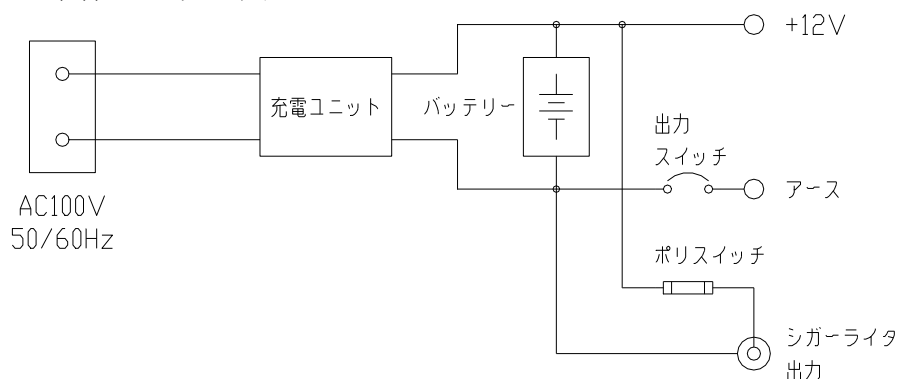 +12V
充電ユニット
バッテリー
出力
スイッチ
アース
AC100V
50/60Hz
ポリスイッチ
シガーライタ
出力